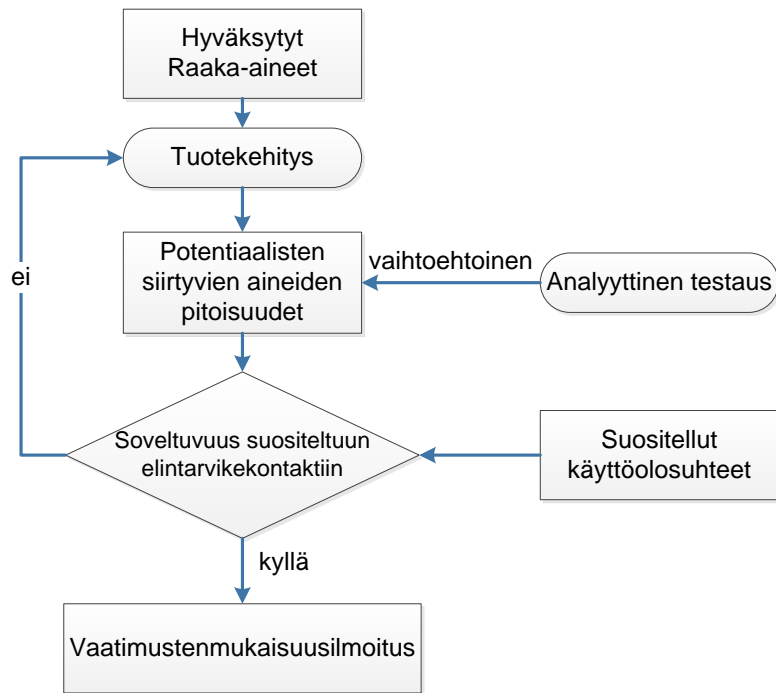 Hyväksytyt
Raaka-aineet
Tuotekehitys
Potentiaalisten
siirtyvien aineiden
pitoisuudet
vaihtoehtoinen
Analyyttinen testaus
ei
Soveltuvuus suositeltuun
elintarvikekontaktiin
Suositellut
käyttöolosuhteet
kyllä
Vaatimustenmukaisuusilmoitus